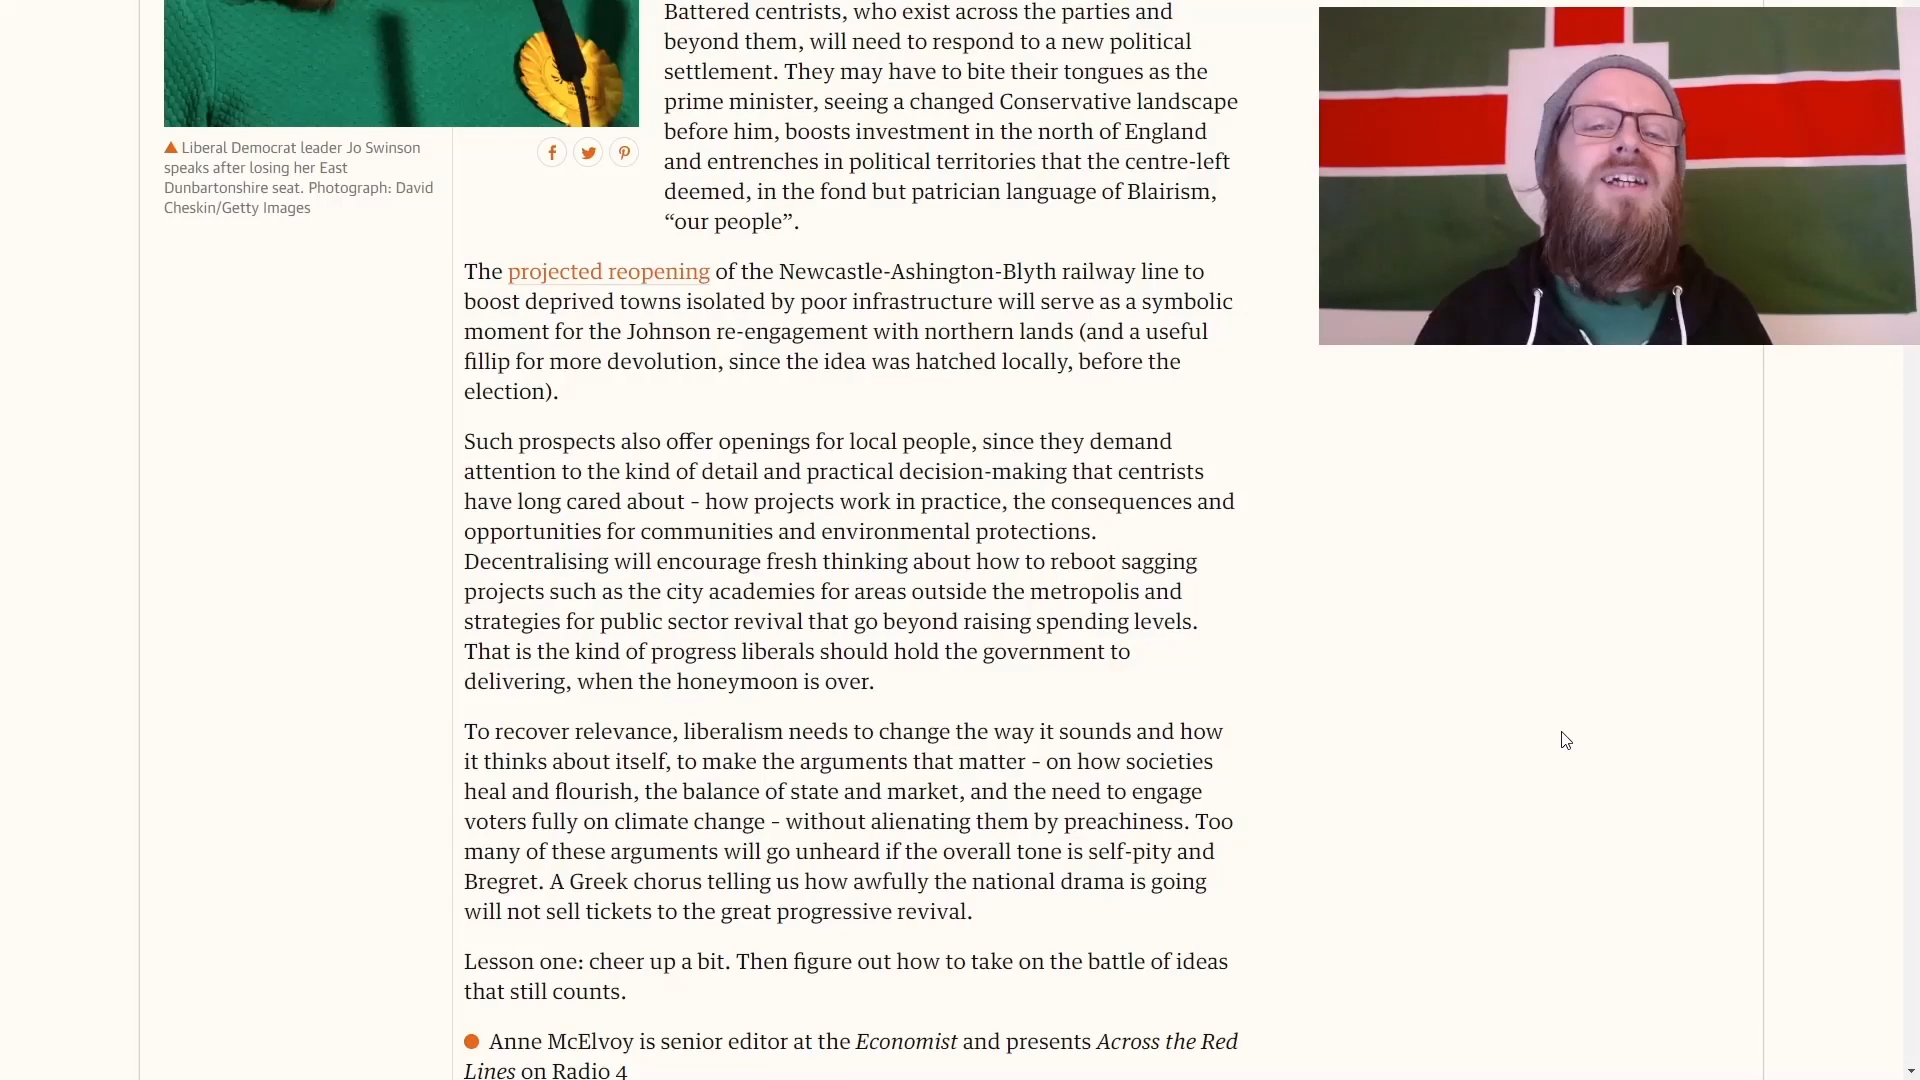 Battered centrists, who exist across the parties and
beyond them, will need to respond to a new political
settlement. They may have to bite their tongues as the
prime minister, seeing a changed Conservative landscape
before him, boosts investment in the north of England
and entrenches in political territories that the centre-left
deemed, in the fond but patrician language of Blairism,
“our people”.
Liberal Democrat leader Jo Swinson
speaks after losing her East
Dunbartonshire seat. Photograph: David
Cheskin/Getty Images
The projected reopening of the Newcastle-Ashington-Blyth railway line to
boost deprived towns isolated by poor infrastructure will serve as a symbolic
moment for the Johnson re-engagement with northern lands (and a useful
fillip for more devolution, since the idea was hatched locally, before the
election).
Such prospects also offer openings for local people, since they demand
attention to the kind of detail and practical decision-making that centrists
have long cared about – how projects work in practice, the consequences and
opportunities for communities and environmental protections.
Decentralising will encourage fresh thinking about how to reboot sagging
projects such as the city academies for areas outside the metropolis and
strategies for public sector revival that go beyond raising spending levels.
That is the kind of progress liberals should hold the government to
delivering, when the honeymoon is over.
To recover relevance, liberalism needs to change the way it sounds and how
it thinks about itself, to make the arguments that matter – on how societies
heal and flourish, the balance of state and market, and the need to engage
voters fully on climate change – without alienating them by preachiness. Too
many of these arguments will go unheard if the overall tone is self-pity and
Bregret. A Greek chorus telling us how awfully the national drama is going
will not sell tickets to the great progressive revival.
Lesson one: cheer up a bit. Then figure out how to take on the battle of ideas
that still counts.
Anne McElvoy is senior editor at the Economist and presents Across the Red
Lines on Radio 4